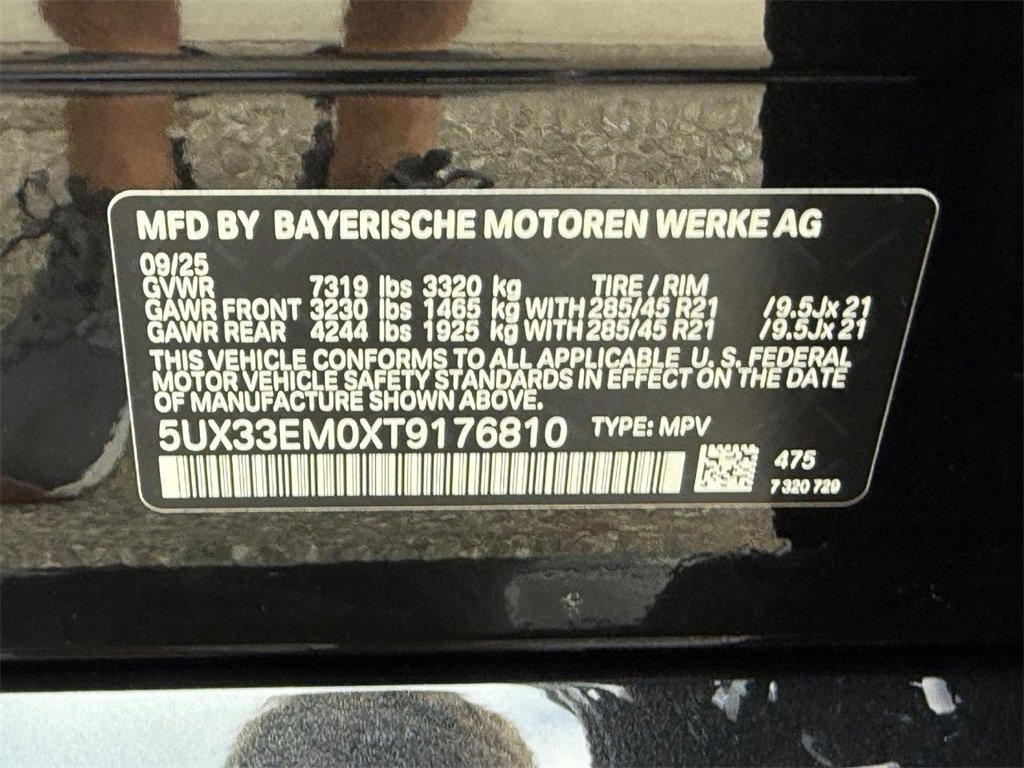 MFD BY BAYERISCHE MOTOREN WERKE AG
09/25
GVWR 7319 lbs 3320 kg TIRE / RIM
GAWR FRONT 3230 lbs 1465 kg WITH 285/45 R21 /9.5Jx 21
GAWR REAR 4244 lbs 1925 kg WITH 285/45 R21 /9.5Jx 21
THIS VEHICLE CONFORMS TO ALL APPLICABLE U. S. FEDERAL
MOTOR VEHICLE SAFETY STANDARDS IN EFFECT ON THE DATE
OF MANUFACTURE SHOWN ABOVE.
5UX33EM0XT9176810 TYPE: MPV
475
7 320 729